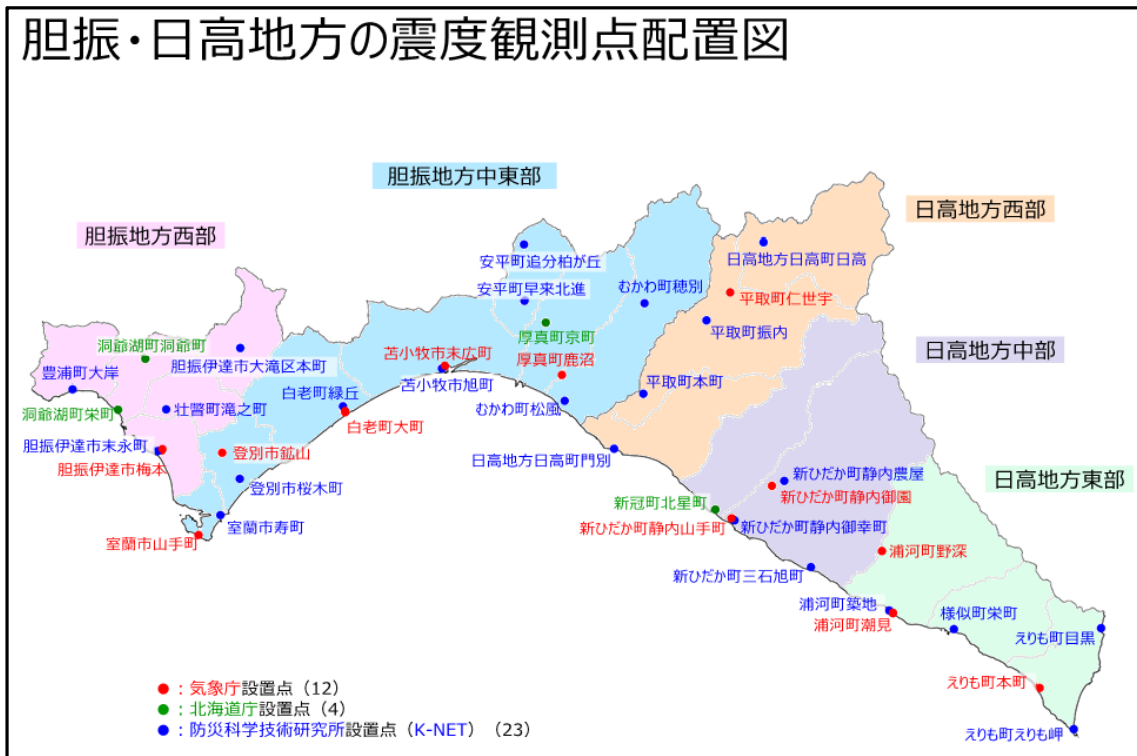 胆振・日高地方の震度観測点配置図
胆振地方中東部
日高地方西部
胆振地方西部
安平町追分柏が丘
日高地方日高町日高
安平町早来北進
むかわ町穂別
平取町仁世宇
厚真町京町
平取町振内
洞爺湖町洞爺町
胆振伊達市大滝区本町
苫小牧市末広町
厚真町鹿沼
日高地方中部
豊浦町大岸
白老町緑丘
苫小牧市旭町
平取町本町
洞爺湖町栄町
壮瞥町滝之町
白老町大町
むかわ町松風
胆振伊達市末永町
胆振伊達市梅本
登別市鉱山
日高地方日高町門別
登別市桜木町
新ひだか町静内農屋
新ひだか町静内御園
日高地方東部
新冠町北星町
室蘭市寿町
新ひだか町静内山手町
新ひだか町静内御幸町
室蘭市山手町
浦河町野深
新ひだか町三石旭町
浦河町築地
浦河町潮見
様似町栄町
えりも町目黒
えりも町本町
えりも町えりも岬
●：気象庁設置点（12）
●：北海道庁設置点（4）
●：防災科学技術研究所設置点（K-NET）（23）